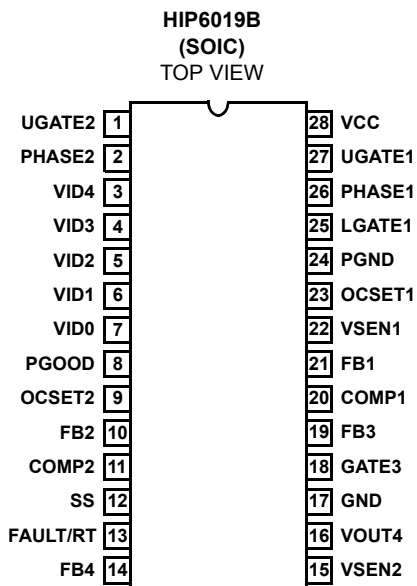 HIP6019B
(SOIC)
TOP VIEW
UGATE2 1 28 VCC
PHASE2 2 27 UGATE1
VID4 3 26 PHASE1
VID3 4 25 LGATE1
VID2 5 24 PGND
VID1 6 23 OCSET1
VID0 7 22 VSEN1
PGOOD 8 21 FB1
OCSET2 9 20 COMP1
FB2 10 19 FB3
COMP2 11 18 GATE3
SS 12 17 GND
FAULT/RT 13 16 VOUT4
FB4 14 15 VSEN2